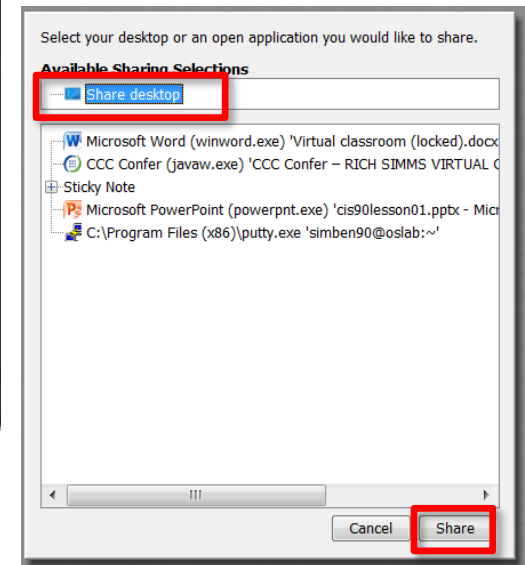 Select your desktop or an open application you would like to share.
Available Sharing Selections
Share desktop
Microsoft Word (winword.exe) 'Virtual classroom (locked).docx
CCC Confer (javaw.exe) 'CCC Confer – RICH SIMMS VIRTUAL
Sticky Note
Microsoft PowerPoint (powerpnt.exe) 'cis90lesson01.pptx - Micr
C:\Program Files (x86)\putty.exe 'simben90@oslab:~'
Cancel
Share